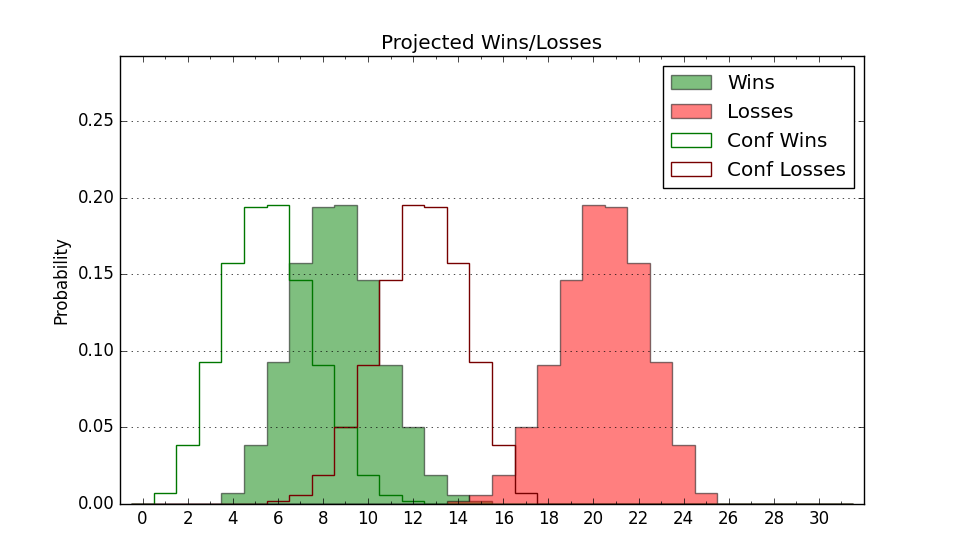 Projected Wins/Losses
Wins
Losses
Conf Wins
Conf Losses
Probability
0.25
0.20
0.15
0.10
0.05
0.00
0 2 4 6 8 10 12 14 16 18 20 22 24 26 28 30